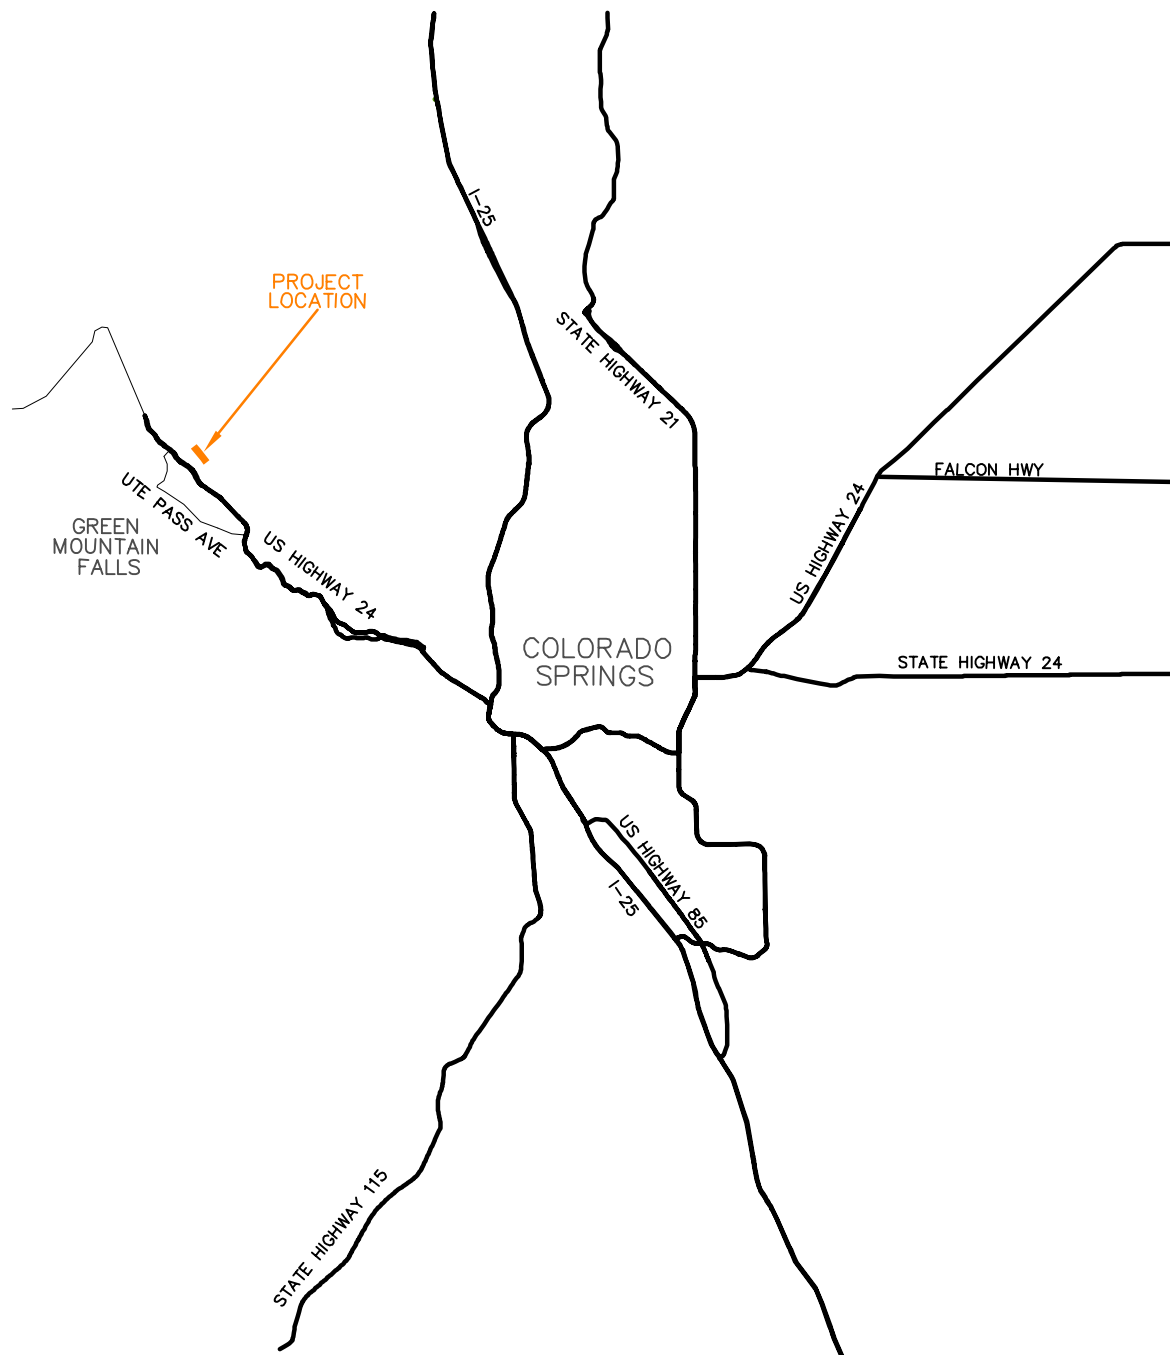 I-25
PROJECT
LOCATION
STATE HIGHWAY 21
FALCON HWY
UTE PASS AVE
GREEN
MOUNTAIN
FALLS
US HIGHWAY 24
US HIGHWAY 24
COLORADO
SPRINGS
STATE HIGHWAY 24
US HIGHWAY 85
I-25
STATE HIGHWAY 115